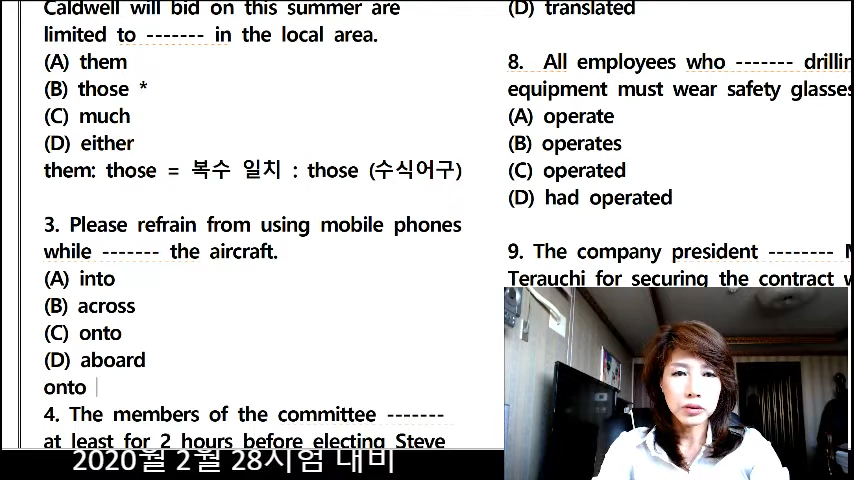 Caldwell will bid on this summer are
limited to ------- in the local area.
(A) them
(B) those *
(C) much
(D) either
them: those = 복수 일치 : those (수식어구)
3. Please refrain from using mobile phones
while ------- the aircraft.
(A) into
(B) across
(C) onto
(D) aboard
onto
4. The members of the committee -------
at least for 2 hours before electing Steve
(D) translated
8. All employees who ------- drillin
equipment must wear safety glasses
(A) operate
(B) operates
(C) operated
(D) had operated
9. The company president --------
Terauchi for securing the contract w
2020월 2월 28시험 대비